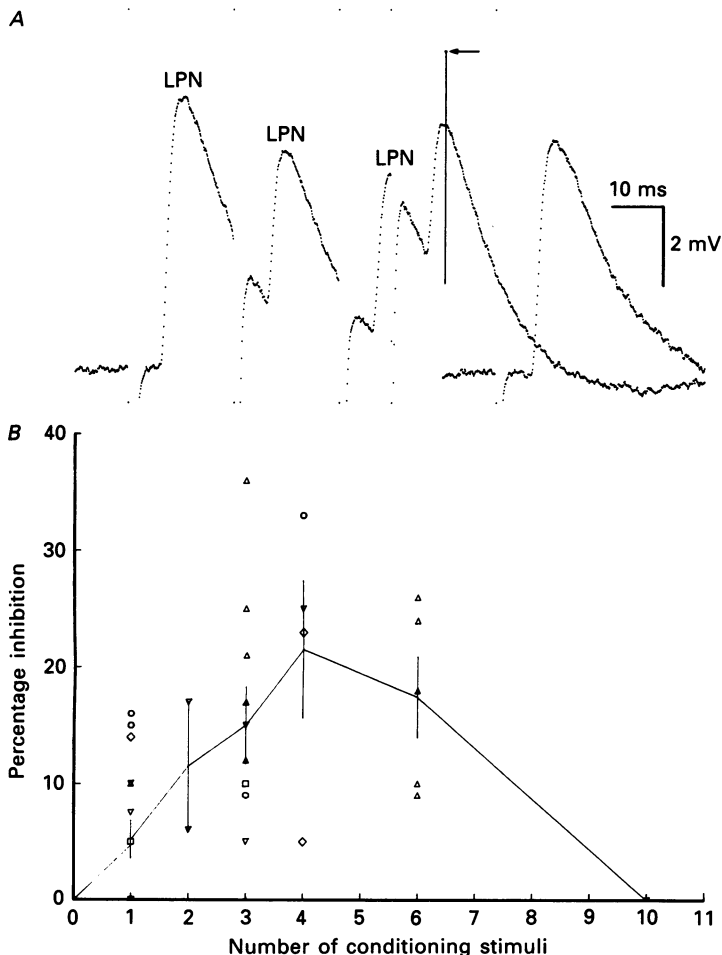 A
LPN
LPN
LPN
10 ms
2 mV
B
40
30
20
10
0
Percentage inhibition
0 1 2 3 4 5 6 7 8 9 10 11
Number of conditioning stimuli